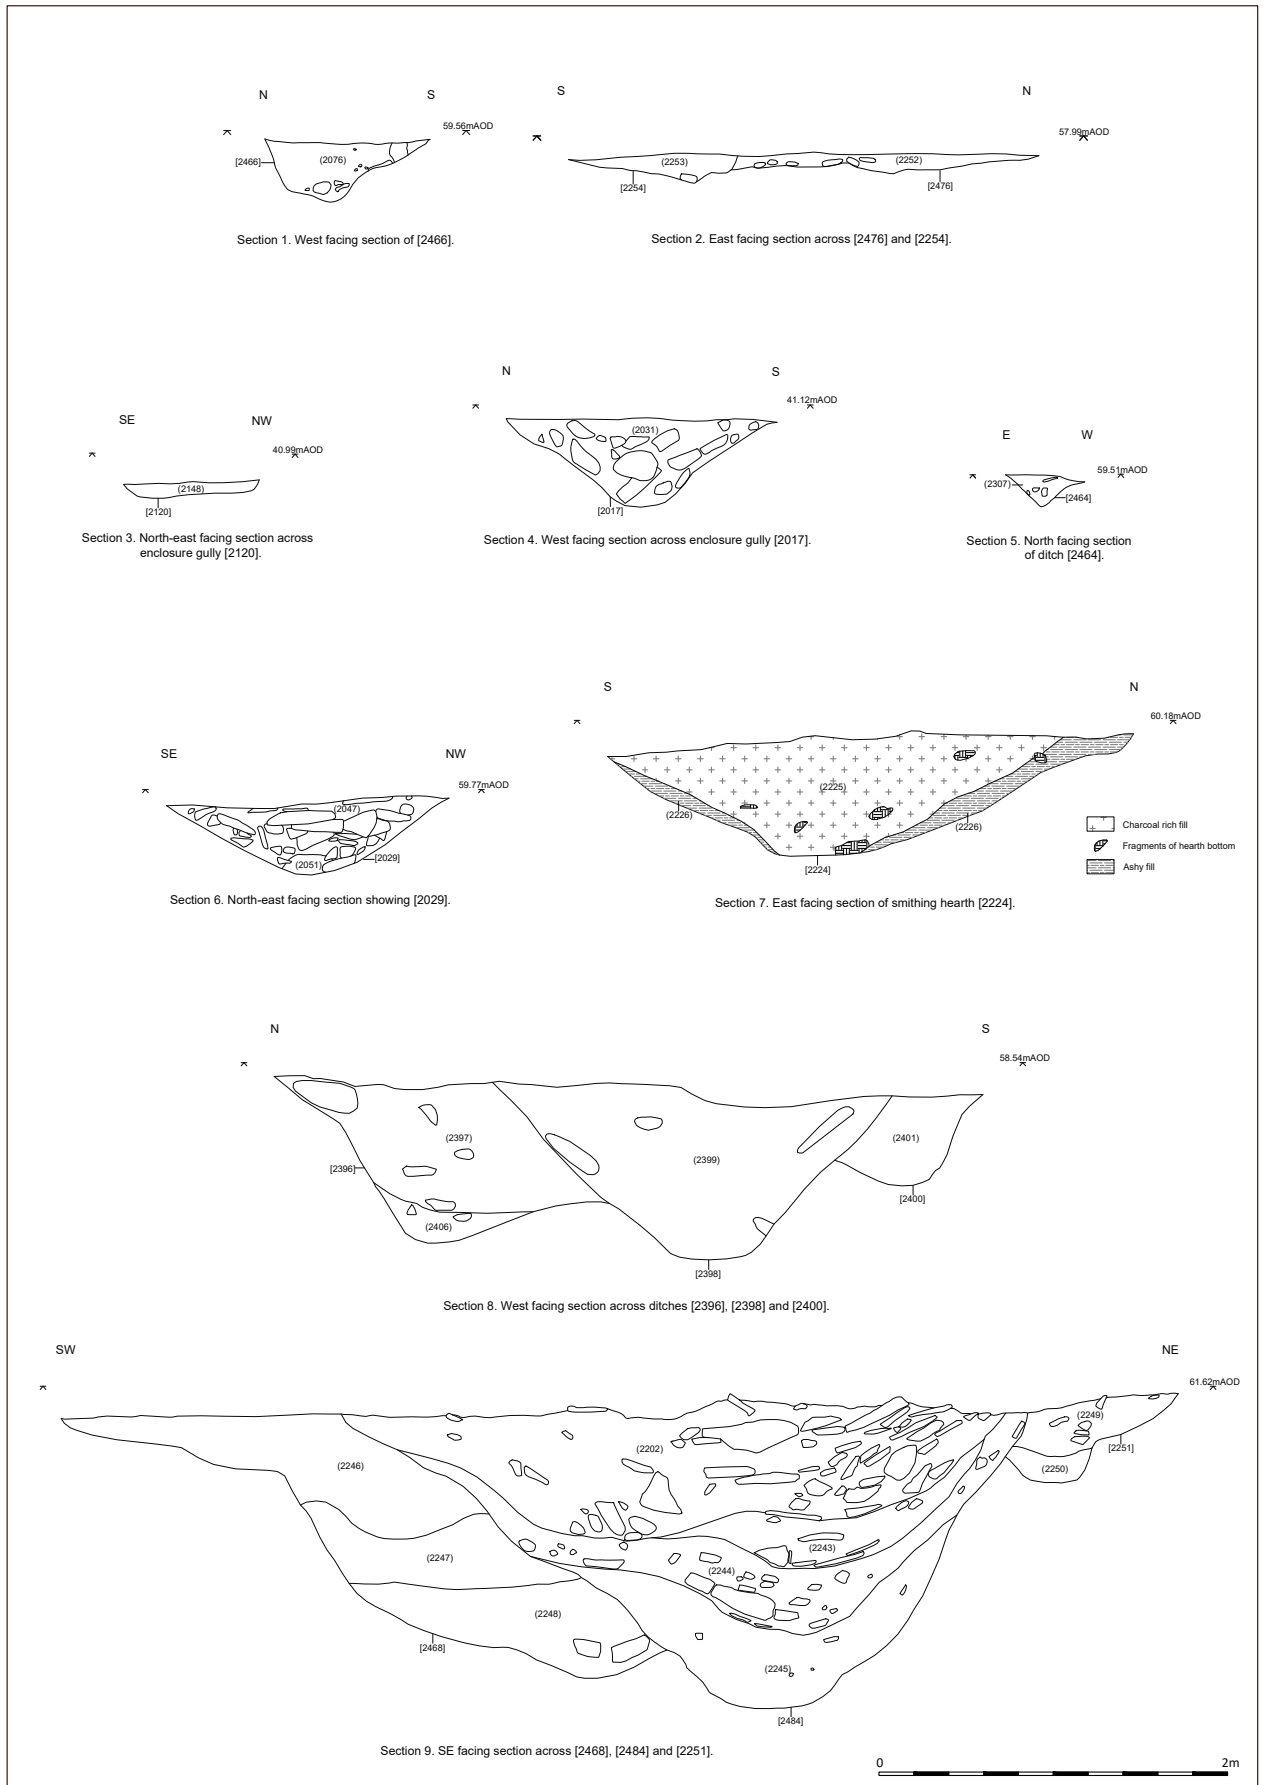 N
S
59.56mAOD
[2466]
(2076)
Section 1. West facing section of [2466].
S
N
57.99mAOD
(2253)
(2252)
[2254]
[2476]
Section 2. East facing section across [2476] and [2254].
SE
NW
40.99mAOD
(2148)
[2120]
Section 3. North-east facing section across
enclosure gully [2120].
N
S
41.12mAOD
(2031)
[2017]
Section 4. West facing section across enclosure gully [2017].
E
W
59.51mAOD
(2307)
[2464]
Section 5. North facing section
of ditch [2464].
SE
NW
59.77mAOD
(2047)
(2051)
[2029]
Section 6. North-east facing section showing [2029].
S
N
60.18mAOD
(2225)
(2226)
(2226)
[2224]
Charcoal rich fill
Fragments of hearth bottom
Ashy fill
Section 7. East facing section of smithing hearth [2224].
N
S
58.54mAOD
(2397)
(2399)
(2401)
[2396]
(2406)
[2400]
[2398]
Section 8. West facing section across ditches [2396], [2398] and [2400].
SW
NE
61.62mAOD
(2249)
(2202)
[2251]
(2246)
(2250)
(2243)
(2247)
(2244)
(2248)
[2468]
(2245)
[2484]
Section 9. SE facing section across [2468], [2484] and [2251].
0
2m